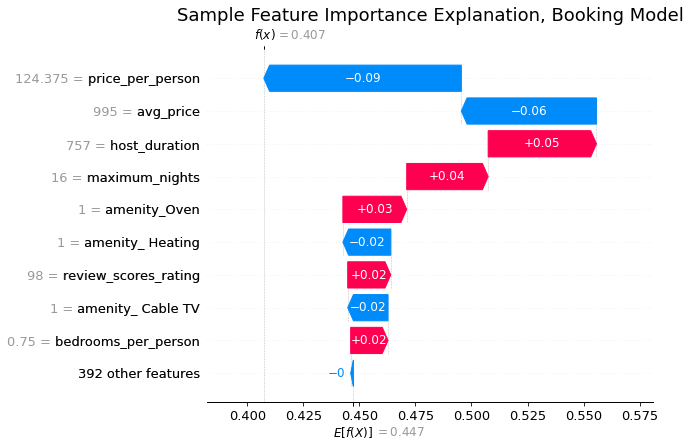 Sample Feature Importance Explanation, Booking Model
f(x) = 0.407
124.375 = price_per_person −0.09
995 = avg_price −0.06
757 = host_duration +0.05
16 = maximum_nights +0.04
1 = amenity_Oven +0.03
1 = amenity_ Heating −0.02
98 = review_scores_rating +0.02
1 = amenity_ Cable TV −0.02
0.75 = bedrooms_per_person +0.02
392 other features −0
0.400 0.425 0.450 0.475 0.500 0.525 0.550 0.575
E[f(X)] = 0.447